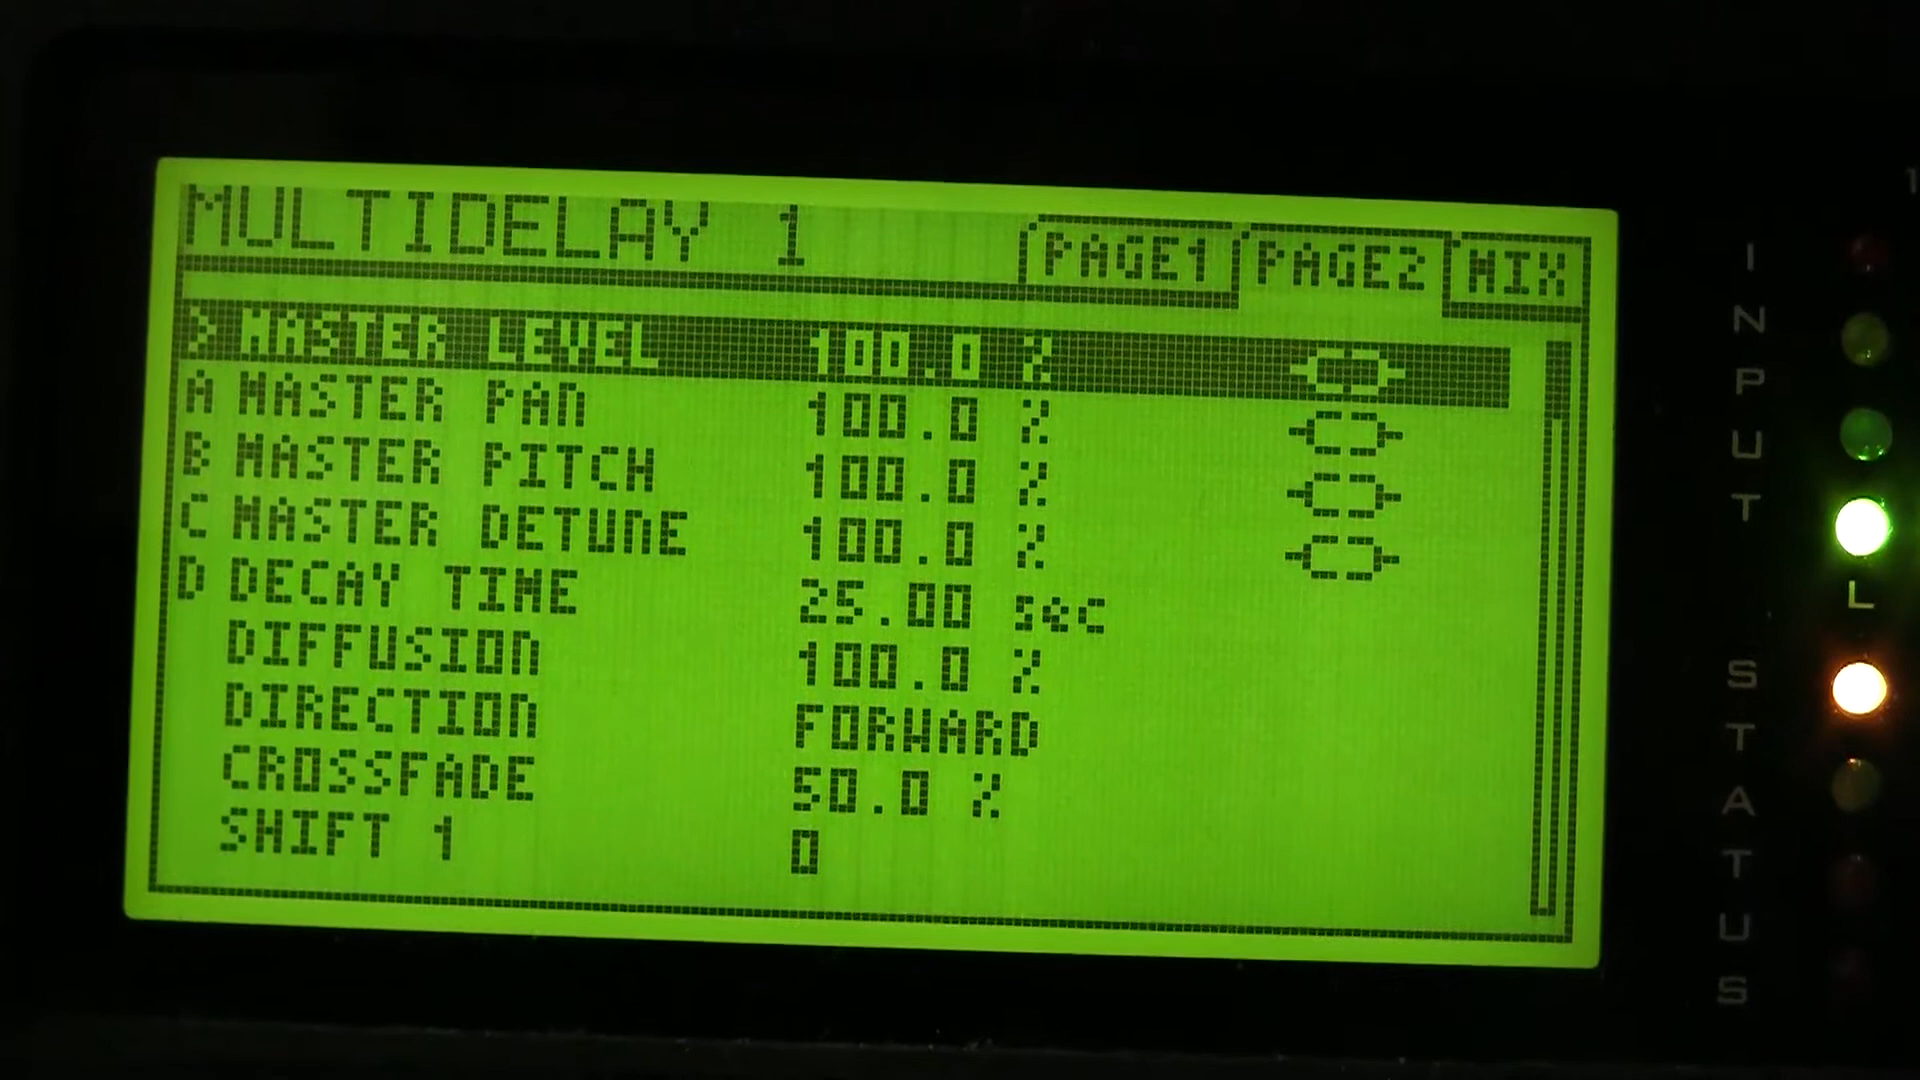 MULTIDELAY 1 PAGE1 PAGE2 MIX
> MASTER LEVEL 100.0 %
A MASTER PAN 100.0 %
B MASTER PITCH 100.0 %
C MASTER DETUNE 100.0 %
D DECAY TIME 25.00 sec
DIFFUSION 100.0 %
DIRECTION FORWARD
CROSSFADE 50.0 %
SHIFT 1 0
INPUT
L
STATUS
1